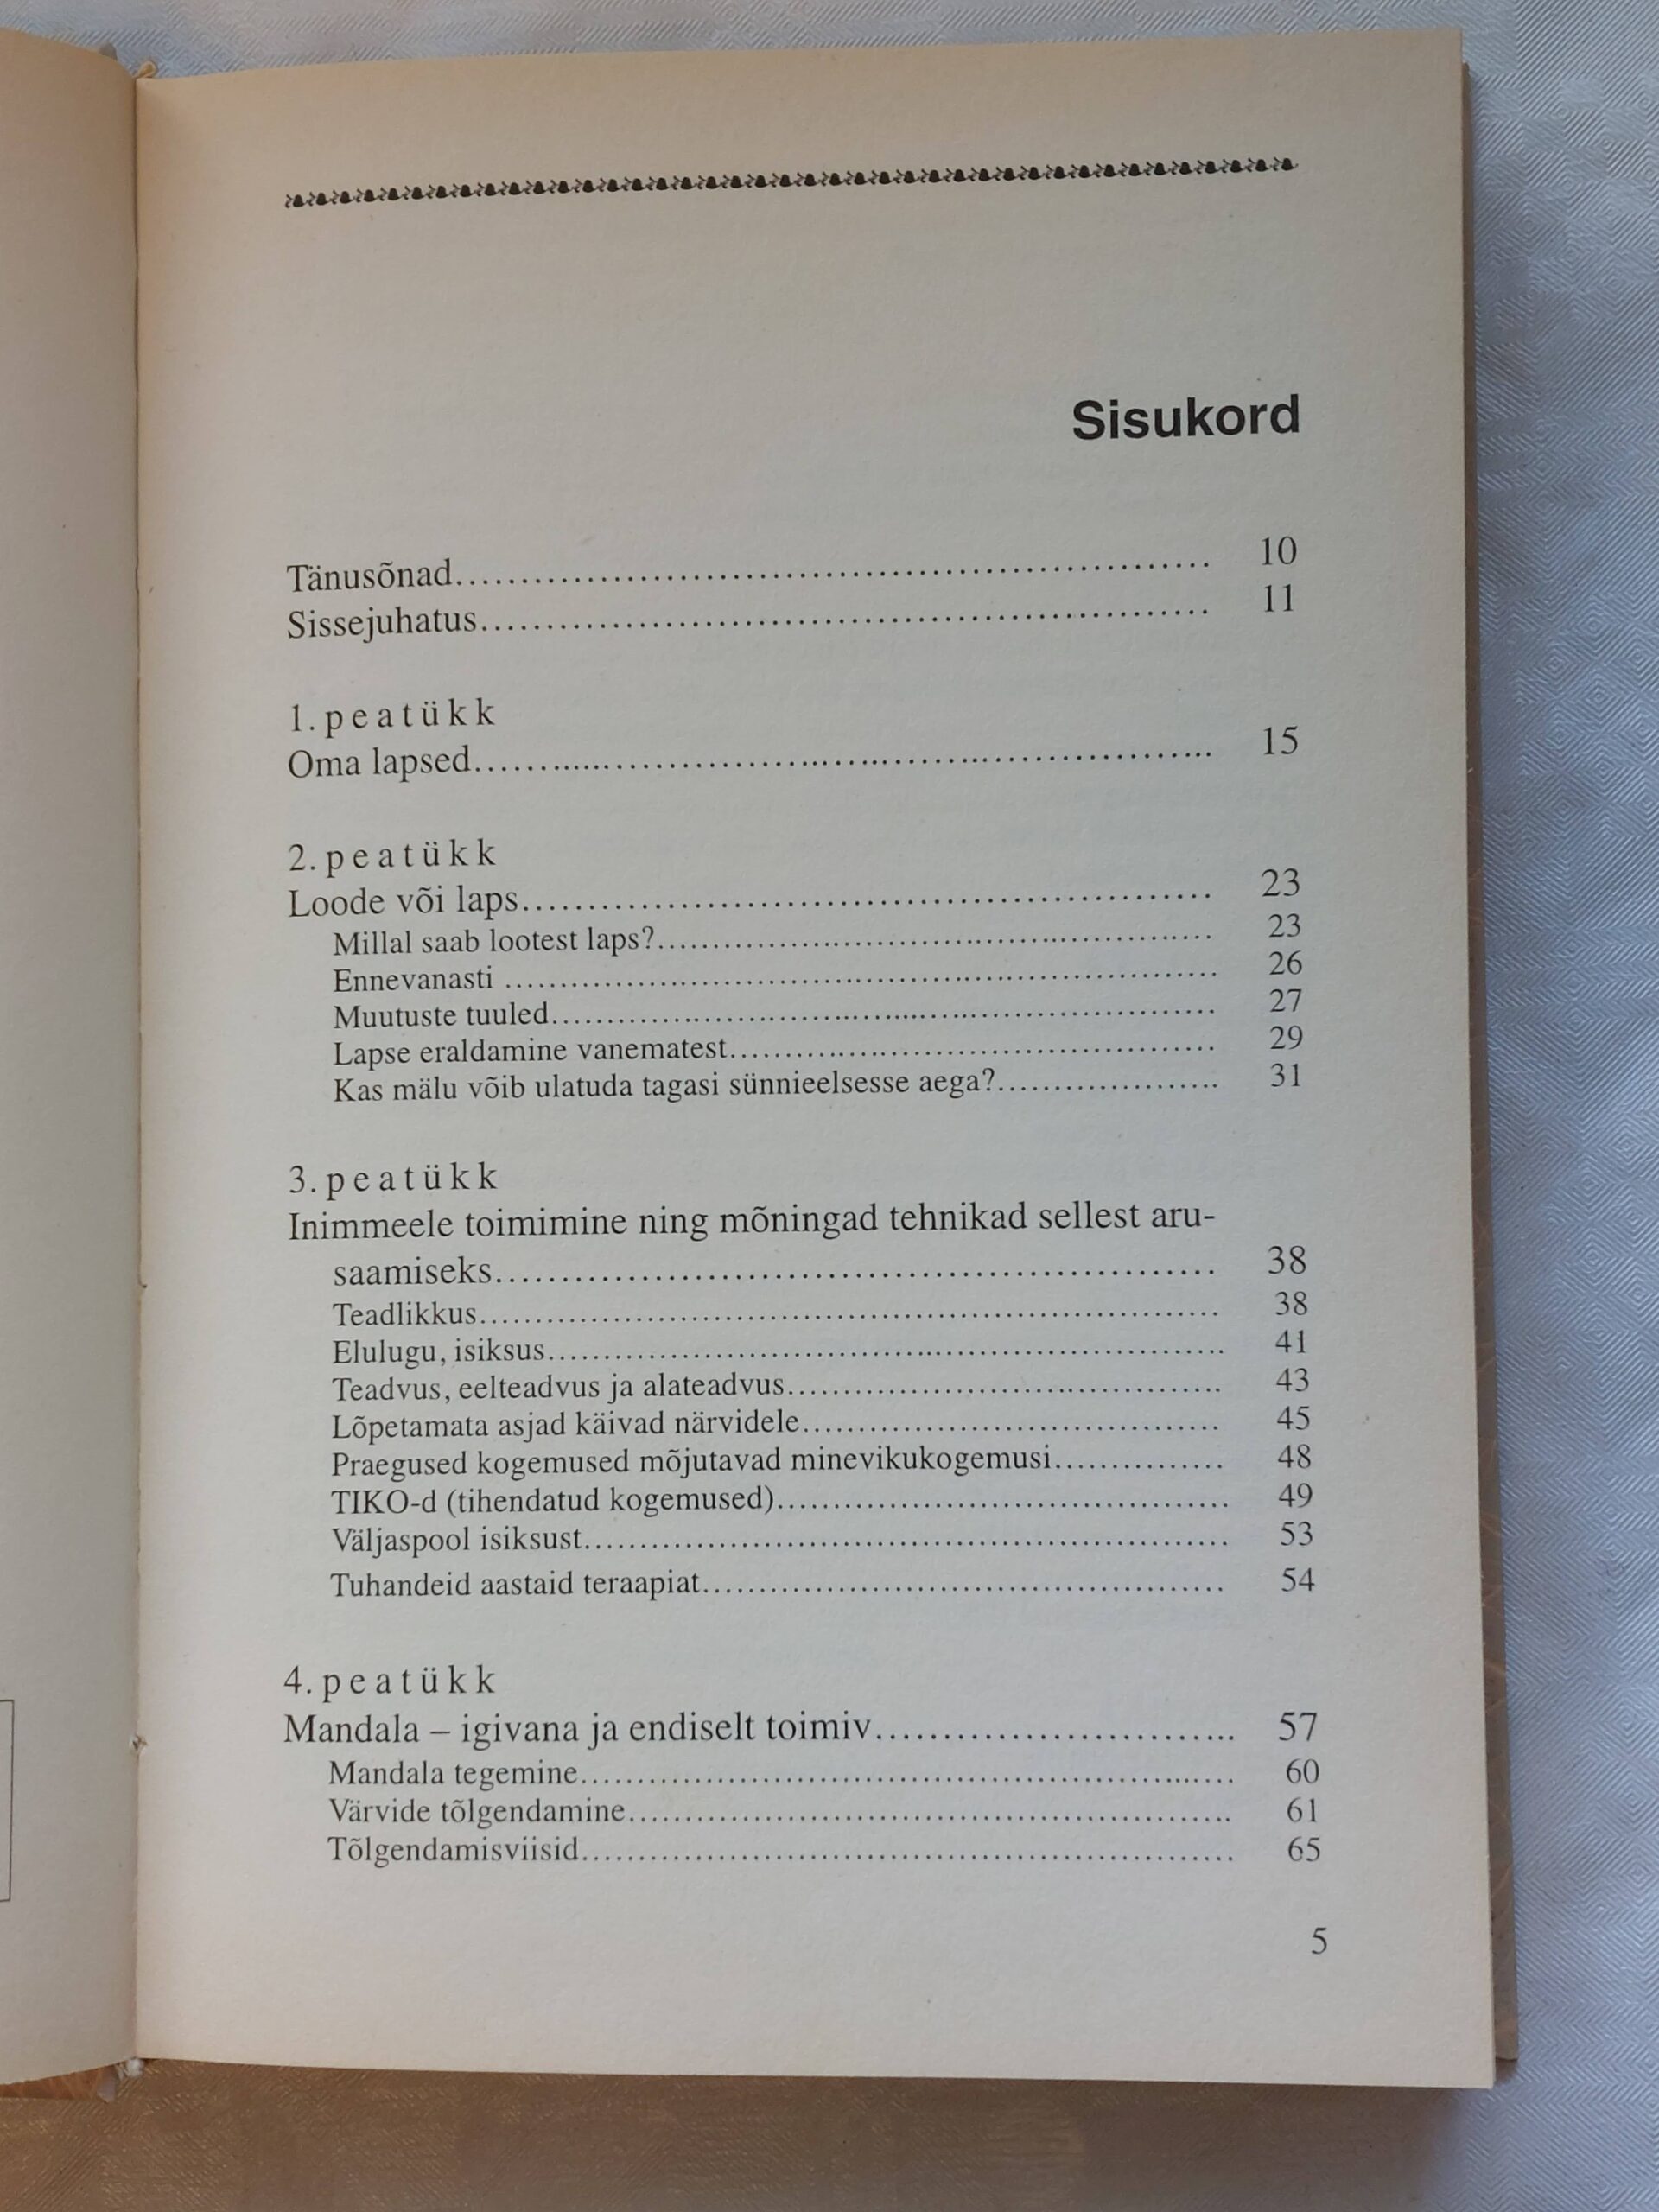 Sisukord
Tänusõnad.......................................................... 10
Sissejuhatus........................................................ 11
1. peatükk
Oma lapsed......................................................... 15
2. peatükk
Loode või laps..................................................... 23
Millal saab lootest laps?.......................................... 23
Ennevanasti ....................................................... 26
Muutuste tuuled.................................................... 27
Lapse eraldamine vanematest........................................ 29
Kas mälu võib ulatuda tagasi sünnieelsesse aega?................... 31
3. peatükk
Inimmeele toimimine ning mõningad tehnikad sellest aru-
saamiseks.......................................................... 38
Teadlikkus......................................................... 38
Elulugu, isiksus................................................... 41
Teadvus, eelteadvus ja alateadvus.................................. 43
Lõpetamata asjad käivad närvidele.................................. 45
Praegused kogemused mõjutavad minevikukogemusi............... 48
TIKO-d (tihendatud kogemused)...................................... 49
Väljaspool isiksust................................................ 53
Tuhandeid aastaid teraapiat........................................ 54
4. peatükk
Mandala – igivana ja endiselt toimiv............................ 57
Mandala tegemine................................................... 60
Värvide tõlgendamine............................................... 61
Tõlgendamisviisid.................................................. 65
5